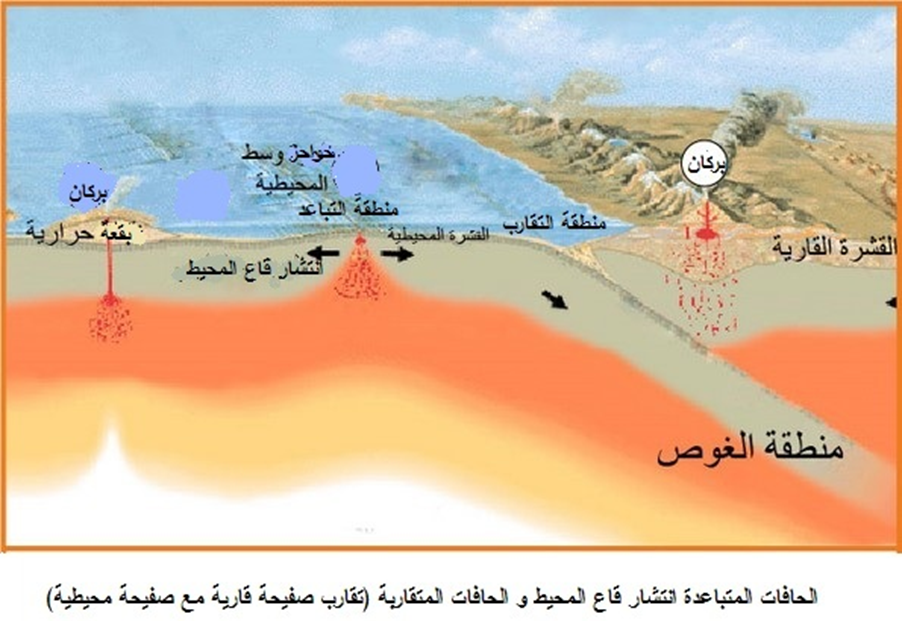 حواجز وسط
المحيطية
منطقة التباعد
بركان
بقعة حرارية
انتشار قاع المحيط
القشرة المحيطية
منطقة التقارب
بركان
القشرة القارية
منطقة الغوص
الحافات المتباعدة انتشار قاع المحيط و الحافات المتقاربة (تقارب صفيحة قارية مع صفيحة محيطية)